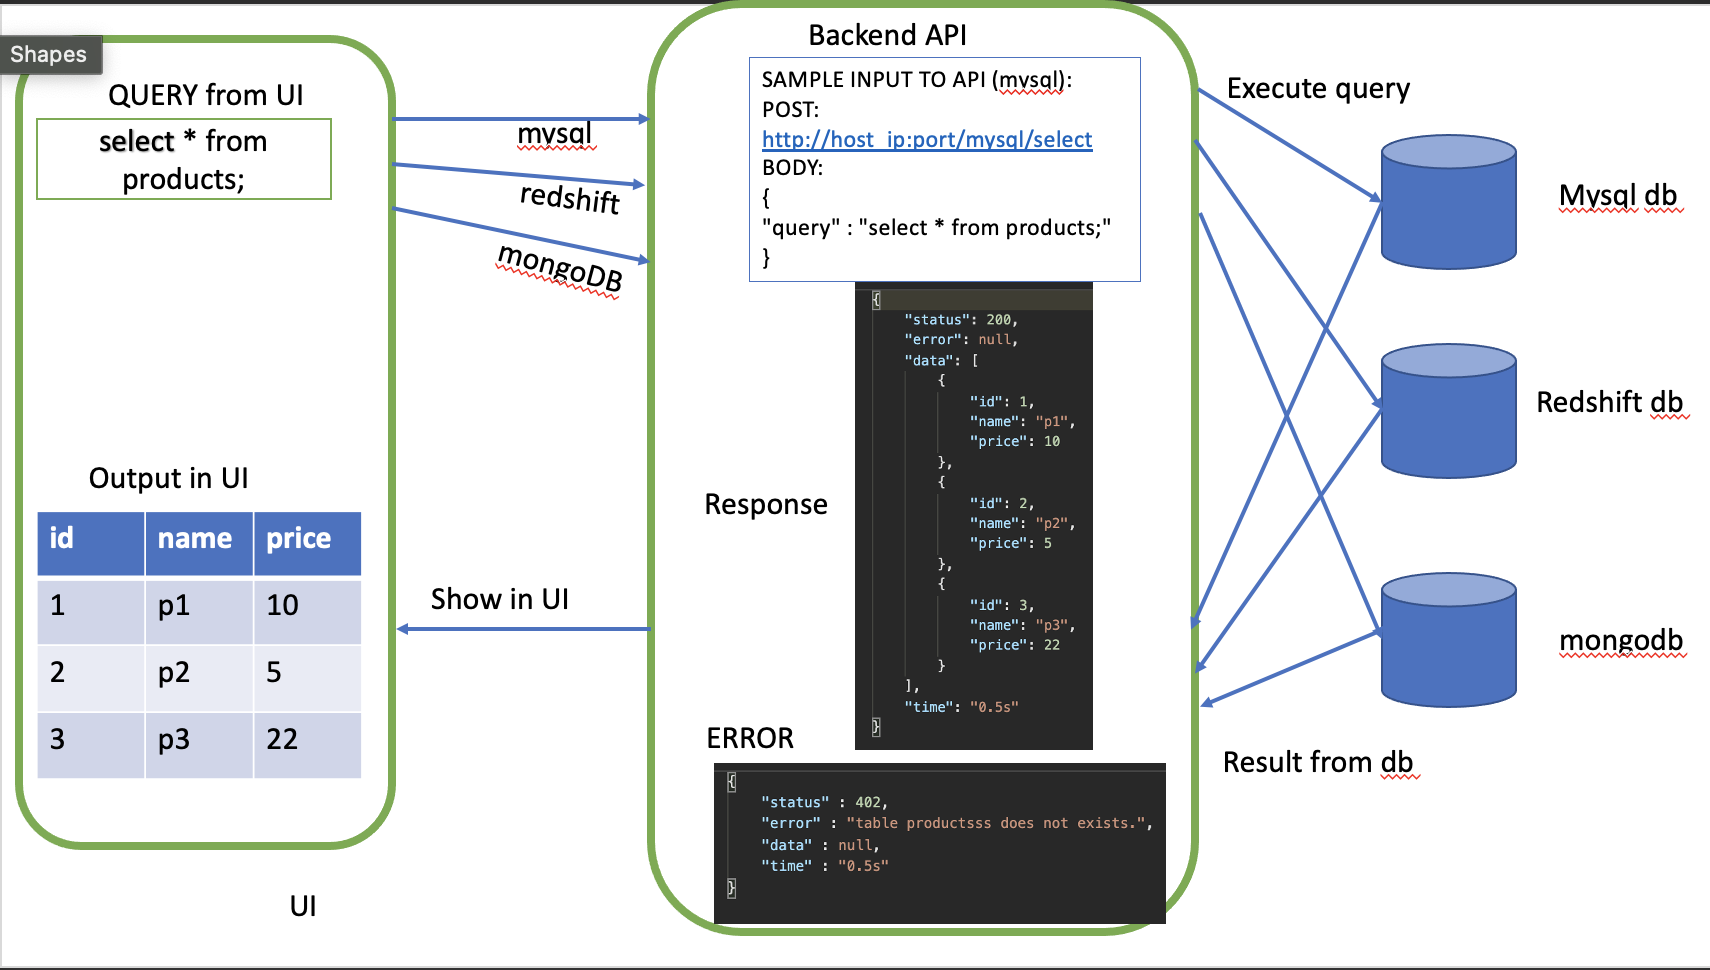 Shapes
QUERY from UI
select * from
products;
Output in UI
id name price
1 p1 10
2 p2 5
3 p3 22
UI
mysql
redshift
mongoDB
Show in UI
Backend API
SAMPLE INPUT TO API (mysql):
POST:
http://host_ip:port/mysql/select
BODY:
{
"query" : "select * from products;"
}
Response
{
"status": 200,
"error": null,
"data": [
{
"id": 1,
"name": "p1",
"price": 10
},
{
"id": 2,
"name": "p2",
"price": 5
},
{
"id": 3,
"name": "p3",
"price": 22
}
],
"time": "0.5s"
}
ERROR
{
"status" : 402,
"error" : "table productsss does not exists.",
"data" : null,
"time" : "0.5s"
}
Execute query
Mysql db
Redshift db
mongodb
Result from db